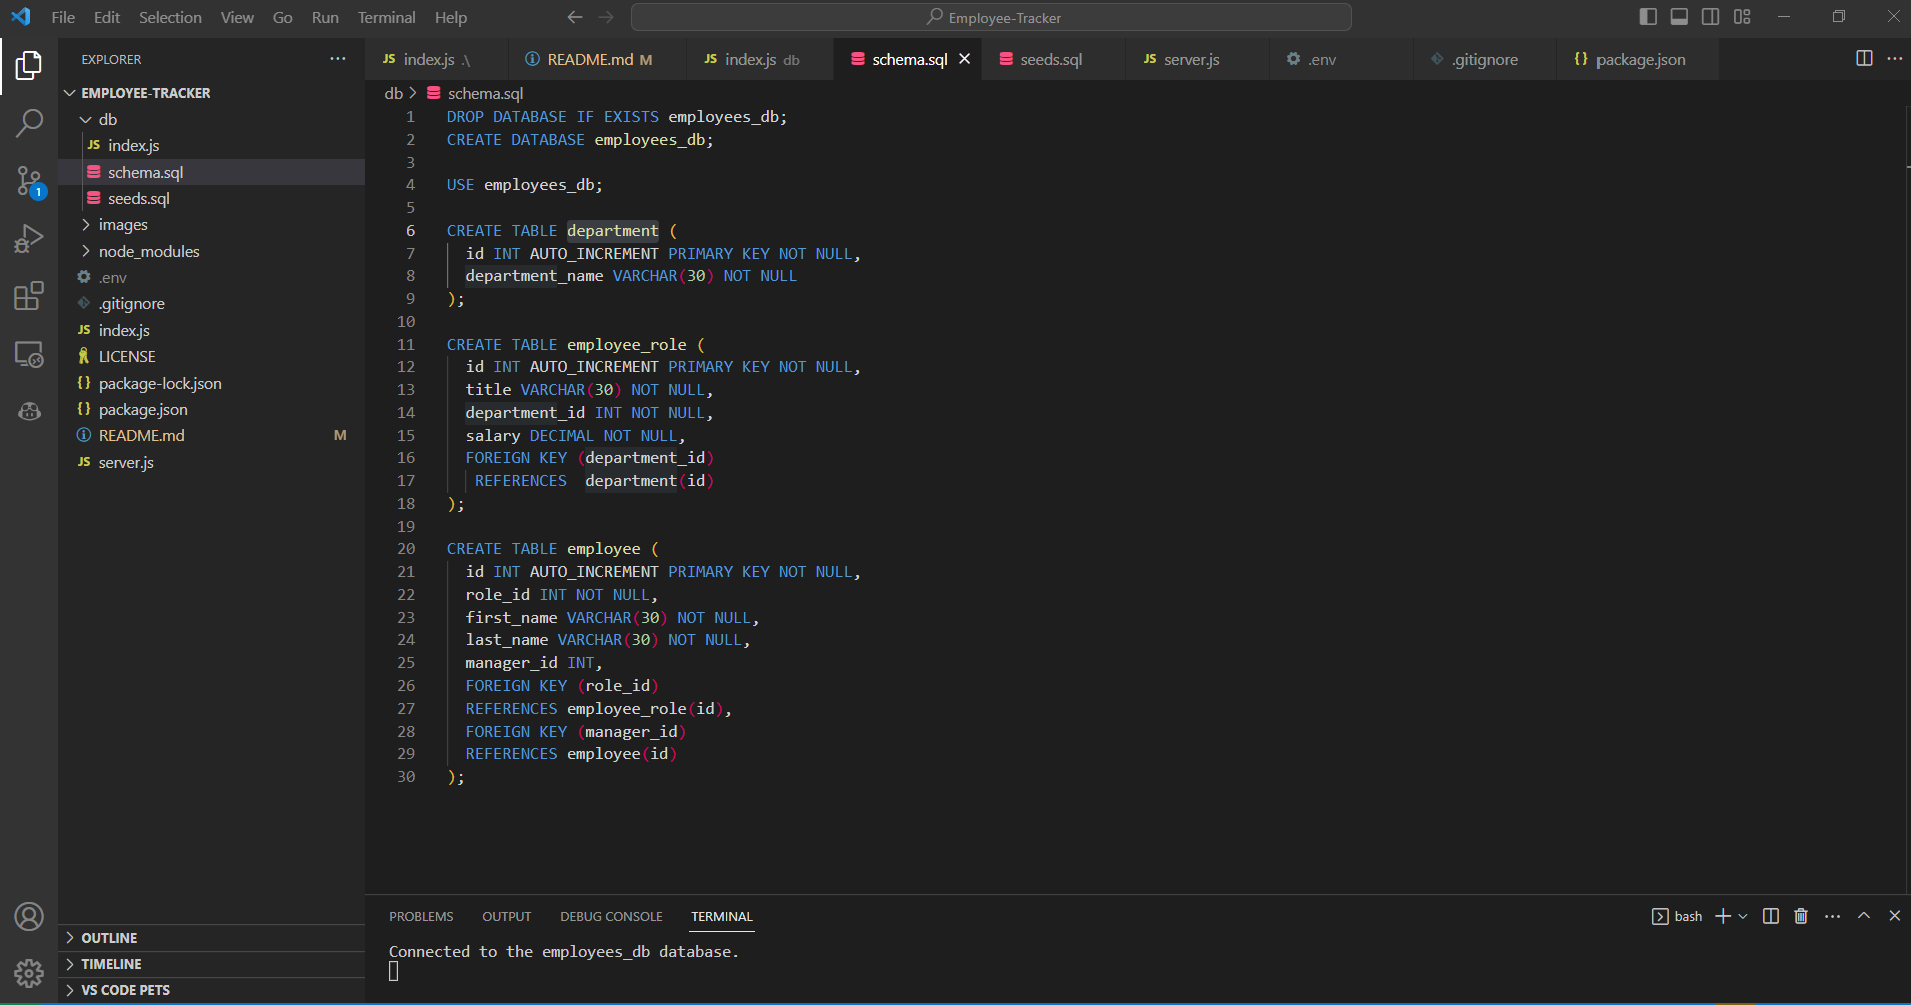 File Edit Selection View Go Run Terminal Help
Employee-Tracker
EXPLORER
EMPLOYEE-TRACKER
db
JS index.js
schema.sql
seeds.sql
images
node_modules
.env
.gitignore
JS index.js
LICENSE
{} package-lock.json
{} package.json
README.md M
JS server.js
1
OUTLINE
TIMELINE
VS CODE PETS
JS index.js .\ README.md M JS index.js db schema.sql seeds.sql JS server.js .env .gitignore {} package.json
db > schema.sql
1 DROP DATABASE IF EXISTS employees_db;
2 CREATE DATABASE employees_db;
3
4 USE employees_db;
5
6 CREATE TABLE department (
7 id INT AUTO_INCREMENT PRIMARY KEY NOT NULL,
8 department_name VARCHAR(30) NOT NULL
9 );
10
11 CREATE TABLE employee_role (
12 id INT AUTO_INCREMENT PRIMARY KEY NOT NULL,
13 title VARCHAR(30) NOT NULL,
14 department_id INT NOT NULL,
15 salary DECIMAL NOT NULL,
16 FOREIGN KEY (department_id)
17 REFERENCES  department(id)
18 );
19
20 CREATE TABLE employee (
21 id INT AUTO_INCREMENT PRIMARY KEY NOT NULL,
22 role_id INT NOT NULL,
23 first_name VARCHAR(30) NOT NULL,
24 last_name VARCHAR(30) NOT NULL,
25 manager_id INT,
26 FOREIGN KEY (role_id)
27 REFERENCES employee_role(id),
28 FOREIGN KEY (manager_id)
29 REFERENCES employee(id)
30 );
PROBLEMS OUTPUT DEBUG CONSOLE TERMINAL
bash
Connected to the employees_db database.